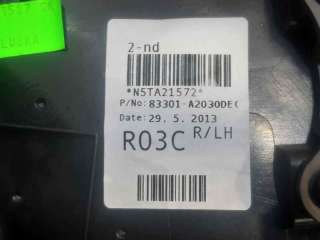 2-nd
*N5TA21572*
P/No: 83301-A2030DE(
Date: 29. 5. 2013
R03C R/LH